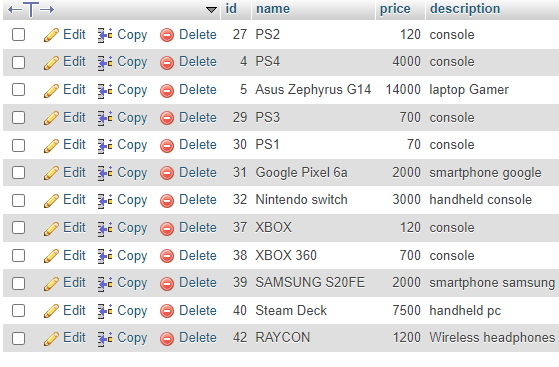 id name price description
Edit Copy Delete 27 PS2 120 console
Edit Copy Delete 4 PS4 4000 console
Edit Copy Delete 5 Asus Zephyrus G14 14000 laptop Gamer
Edit Copy Delete 29 PS3 700 console
Edit Copy Delete 30 PS1 70 console
Edit Copy Delete 31 Google Pixel 6a 2000 smartphone google
Edit Copy Delete 32 Nintendo switch 3000 handheld console
Edit Copy Delete 37 XBOX 120 console
Edit Copy Delete 38 XBOX 360 700 console
Edit Copy Delete 39 SAMSUNG S20FE 2000 smartphone samsung
Edit Copy Delete 40 Steam Deck 7500 handheld pc
Edit Copy Delete 42 RAYCON 1200 Wireless headphones